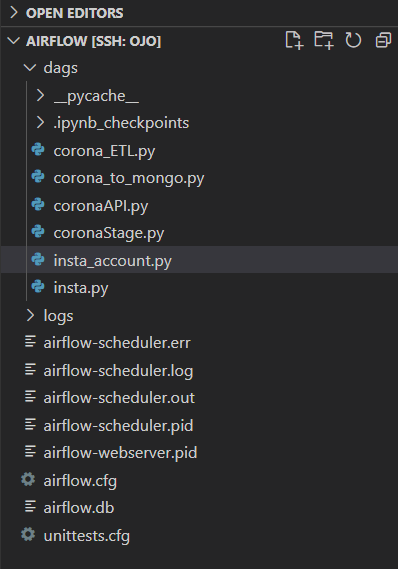 OPEN EDITORS
AIRFLOW [SSH: OJO]
dags
__pycache__
.ipynb_checkpoints
corona_ETL.py
corona_to_mongo.py
coronaAPI.py
coronaStage.py
insta_account.py
insta.py
logs
airflow-scheduler.err
airflow-scheduler.log
airflow-scheduler.out
airflow-scheduler.pid
airflow-webserver.pid
airflow.cfg
airflow.db
unittests.cfg